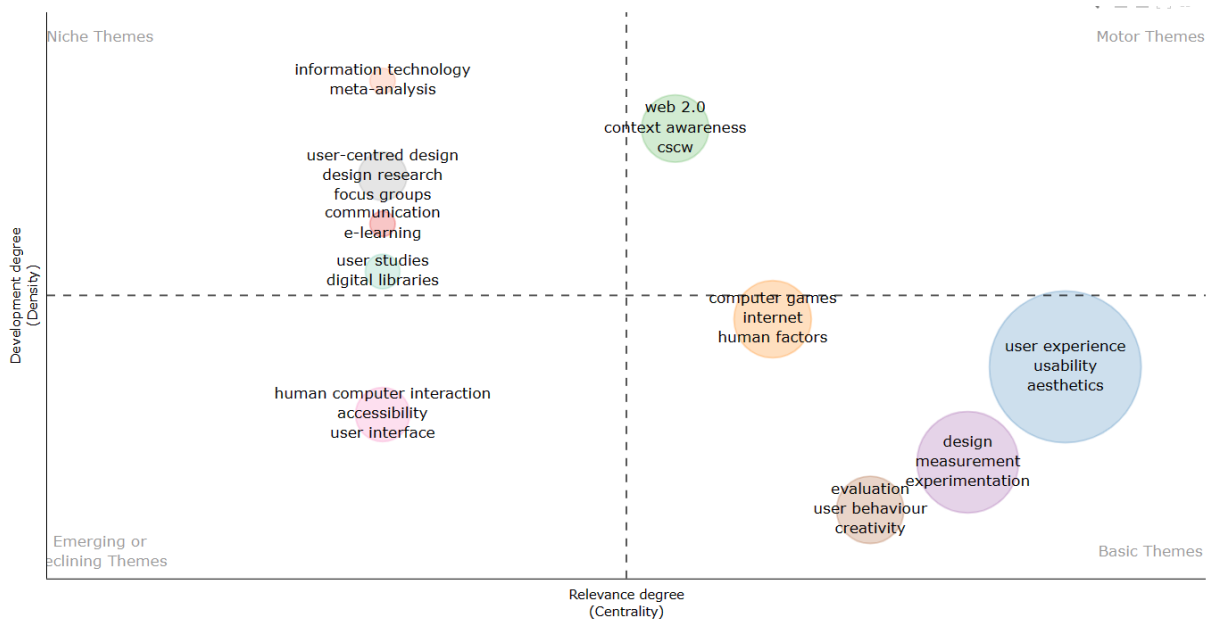 Niche Themes
Motor Themes
information technology
meta-analysis
web 2.0
context awareness
cscw
user-centred design
design research
focus groups
communication
e-learning
user studies
digital libraries
computer games
internet
human factors
user experience
usability
aesthetics
human computer interaction
accessibility
user interface
design
measurement
experimentation
evaluation
user behaviour
creativity
Development degree
(Density)
Emerging or
eclining Themes
Basic Themes
Relevance degree
(Centrality)